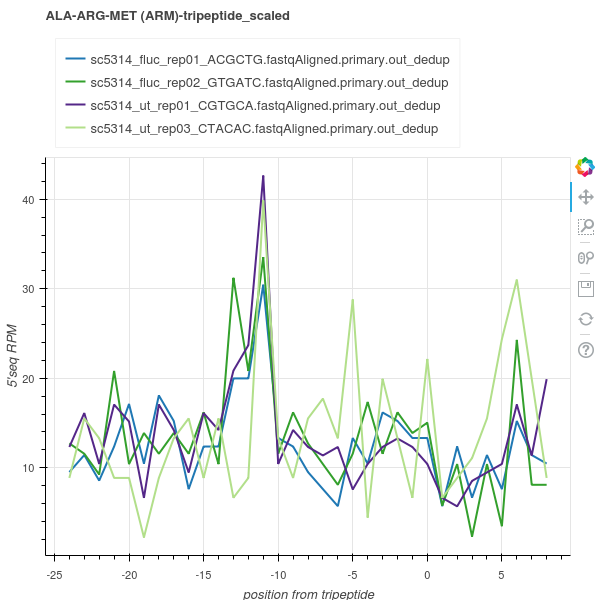 ALA-ARG-MET (ARM)-tripeptide_scaled
sc5314_fluc_rep01_ACGCTG.fastqAligned.primary.out_dedup
sc5314_fluc_rep02_GTGATC.fastqAligned.primary.out_dedup
sc5314_ut_rep01_CGTGCA.fastqAligned.primary.out_dedup
sc5314_ut_rep03_CTACAC.fastqAligned.primary.out_dedup
40
30
20
10
5'seq RPM
-25 -20 -15 -10 -5 0 5
position from tripeptide